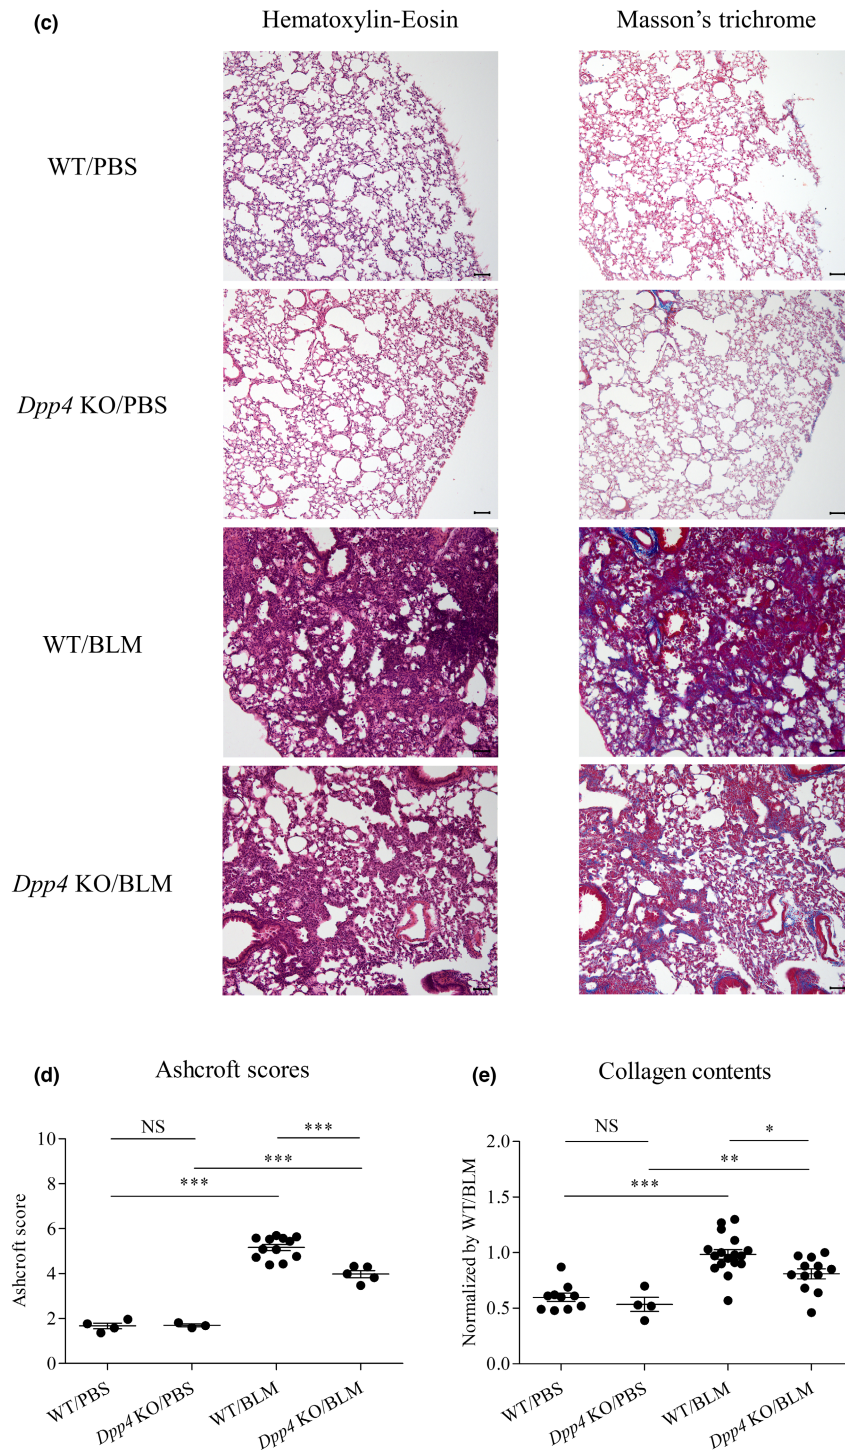 (c)
Hematoxylin-Eosin
Masson's trichrome
WT/PBS
Dpp4 KO/PBS
WT/BLM
Dpp4 KO/BLM
(d)
Ashcroft scores
NS
***
***
***
Ashcroft score
10
8
6
4
2
0
WT/PBS
Dpp4 KO/PBS
WT/BLM
Dpp4 KO/BLM
(e)
Collagen contents
NS
*
**
***
Normalized by WT/BLM
2.0
1.5
1.0
0.5
0.0
WT/PBS
Dpp4 KO/PBS
WT/BLM
Dpp4 KO/BLM